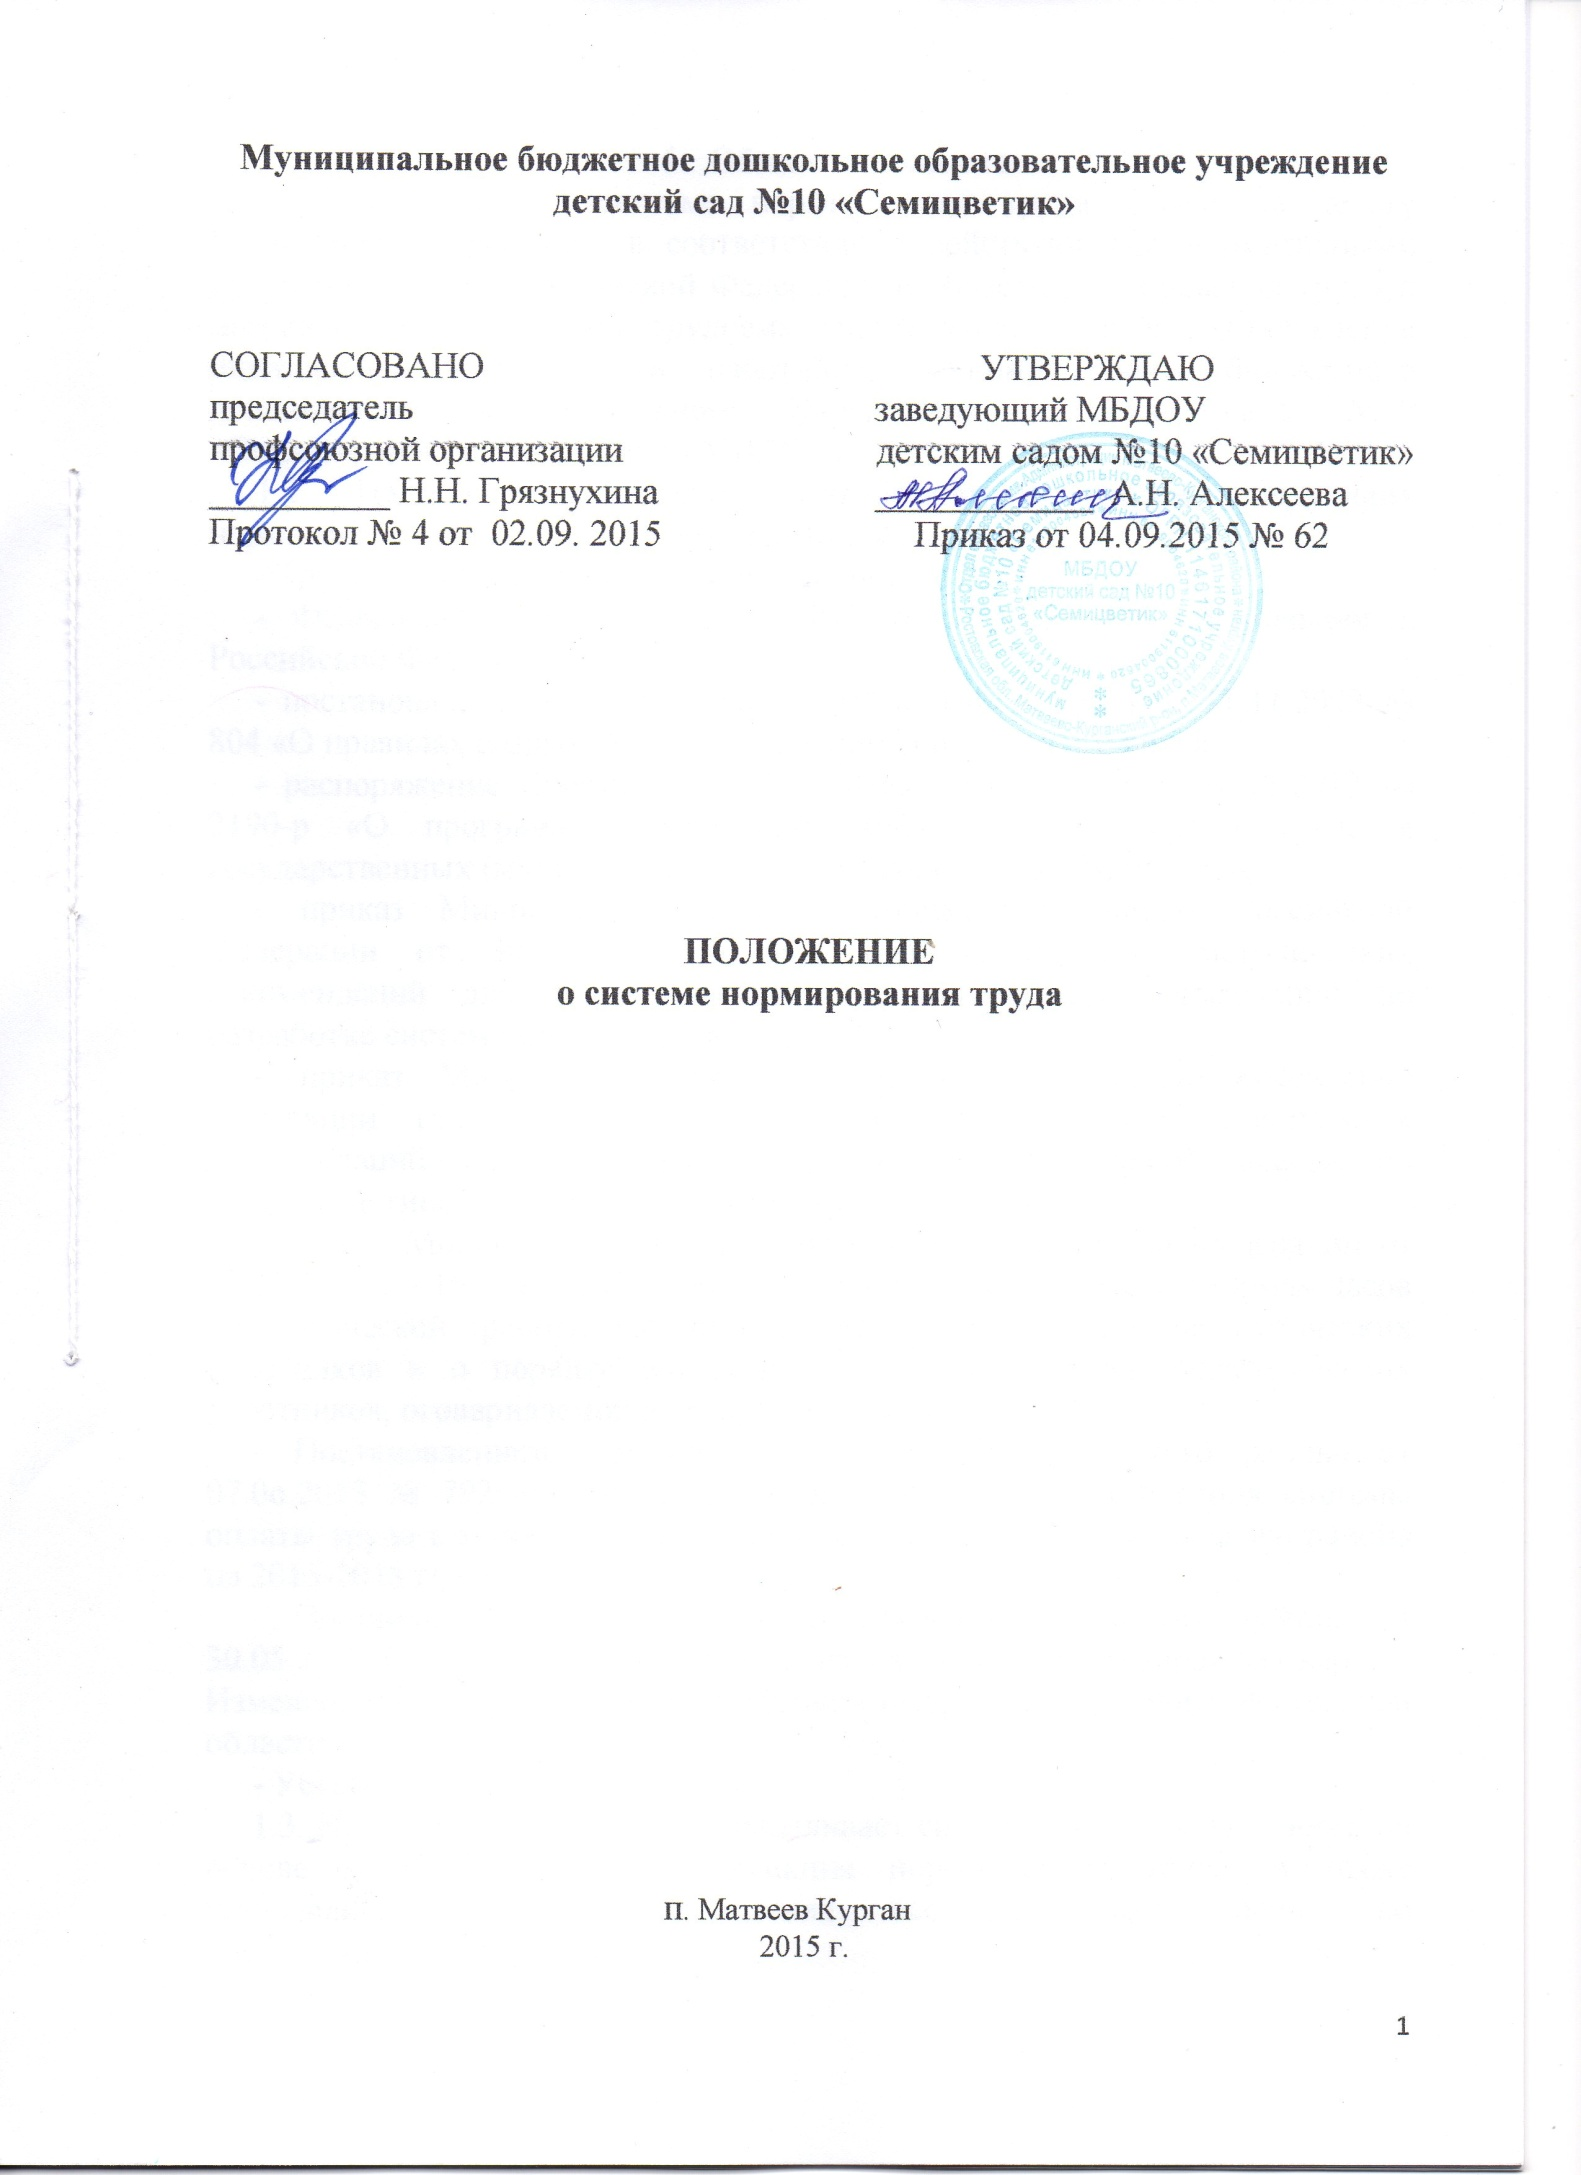 Муниципальное бюджетное дошкольное образовательное учреждение
детский сад №10 «Семицветик»
СОГЛАСОВАНО
председатель
профсоюзной организации
__________ Н.Н. Грязнухина
Протокол № 4 от 02.09. 2015
УТВЕРЖДАЮ
заведующий МБДОУ
детским садом №10 «Семицветик»
____________ А.Н. Алексеева
Приказ от 04.09.2015 № 62
МБДОУ
детский сад №10
«Семицветик»
ПОЛОЖЕНИЕ
о системе нормирования труда
п. Матвеев Курган
2015 г.
1